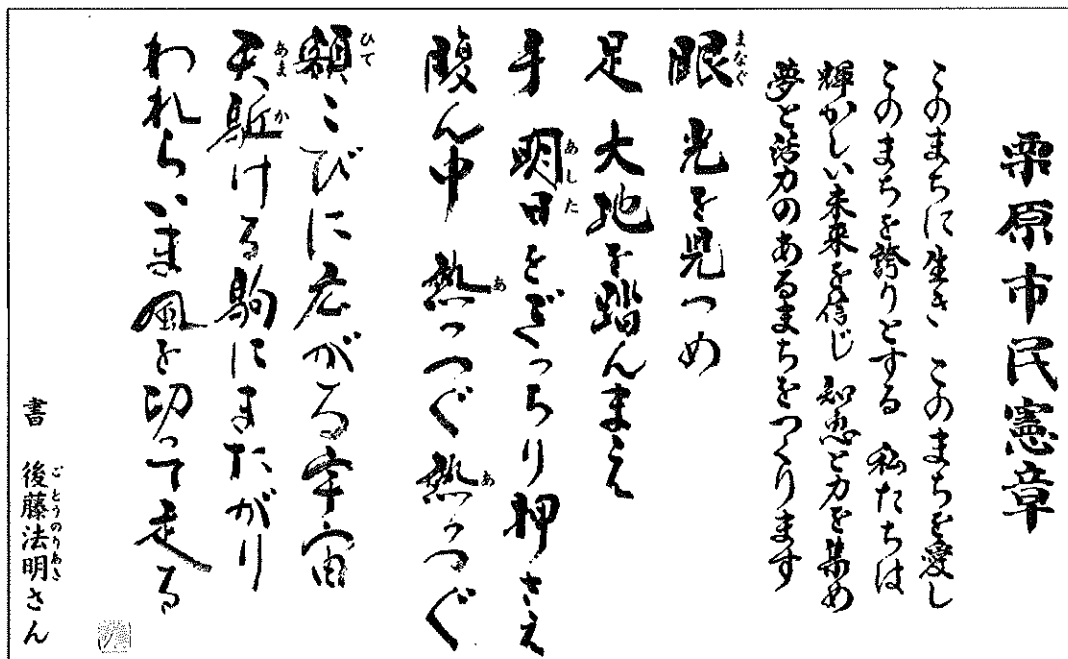 栗原市民憲章
このまちに生き このまちを愛し
このまちを誇りとする 私たちは
輝かしい未来を信じ 知恵と力を集め
夢と活力のあるまちをつくります
眼 光を見つめ
まなぐ
足 大地を踏んまえ
手 明日をぎっちり押さえ
あした
腹ん中 熱っつぐ熱っつぐ
あ あ
額こびに広がる宇宙
ひて
天駈ける駒にまたがり
あま か
われらいま風を切って走る
書 後藤法明さん
ごとうのりあき